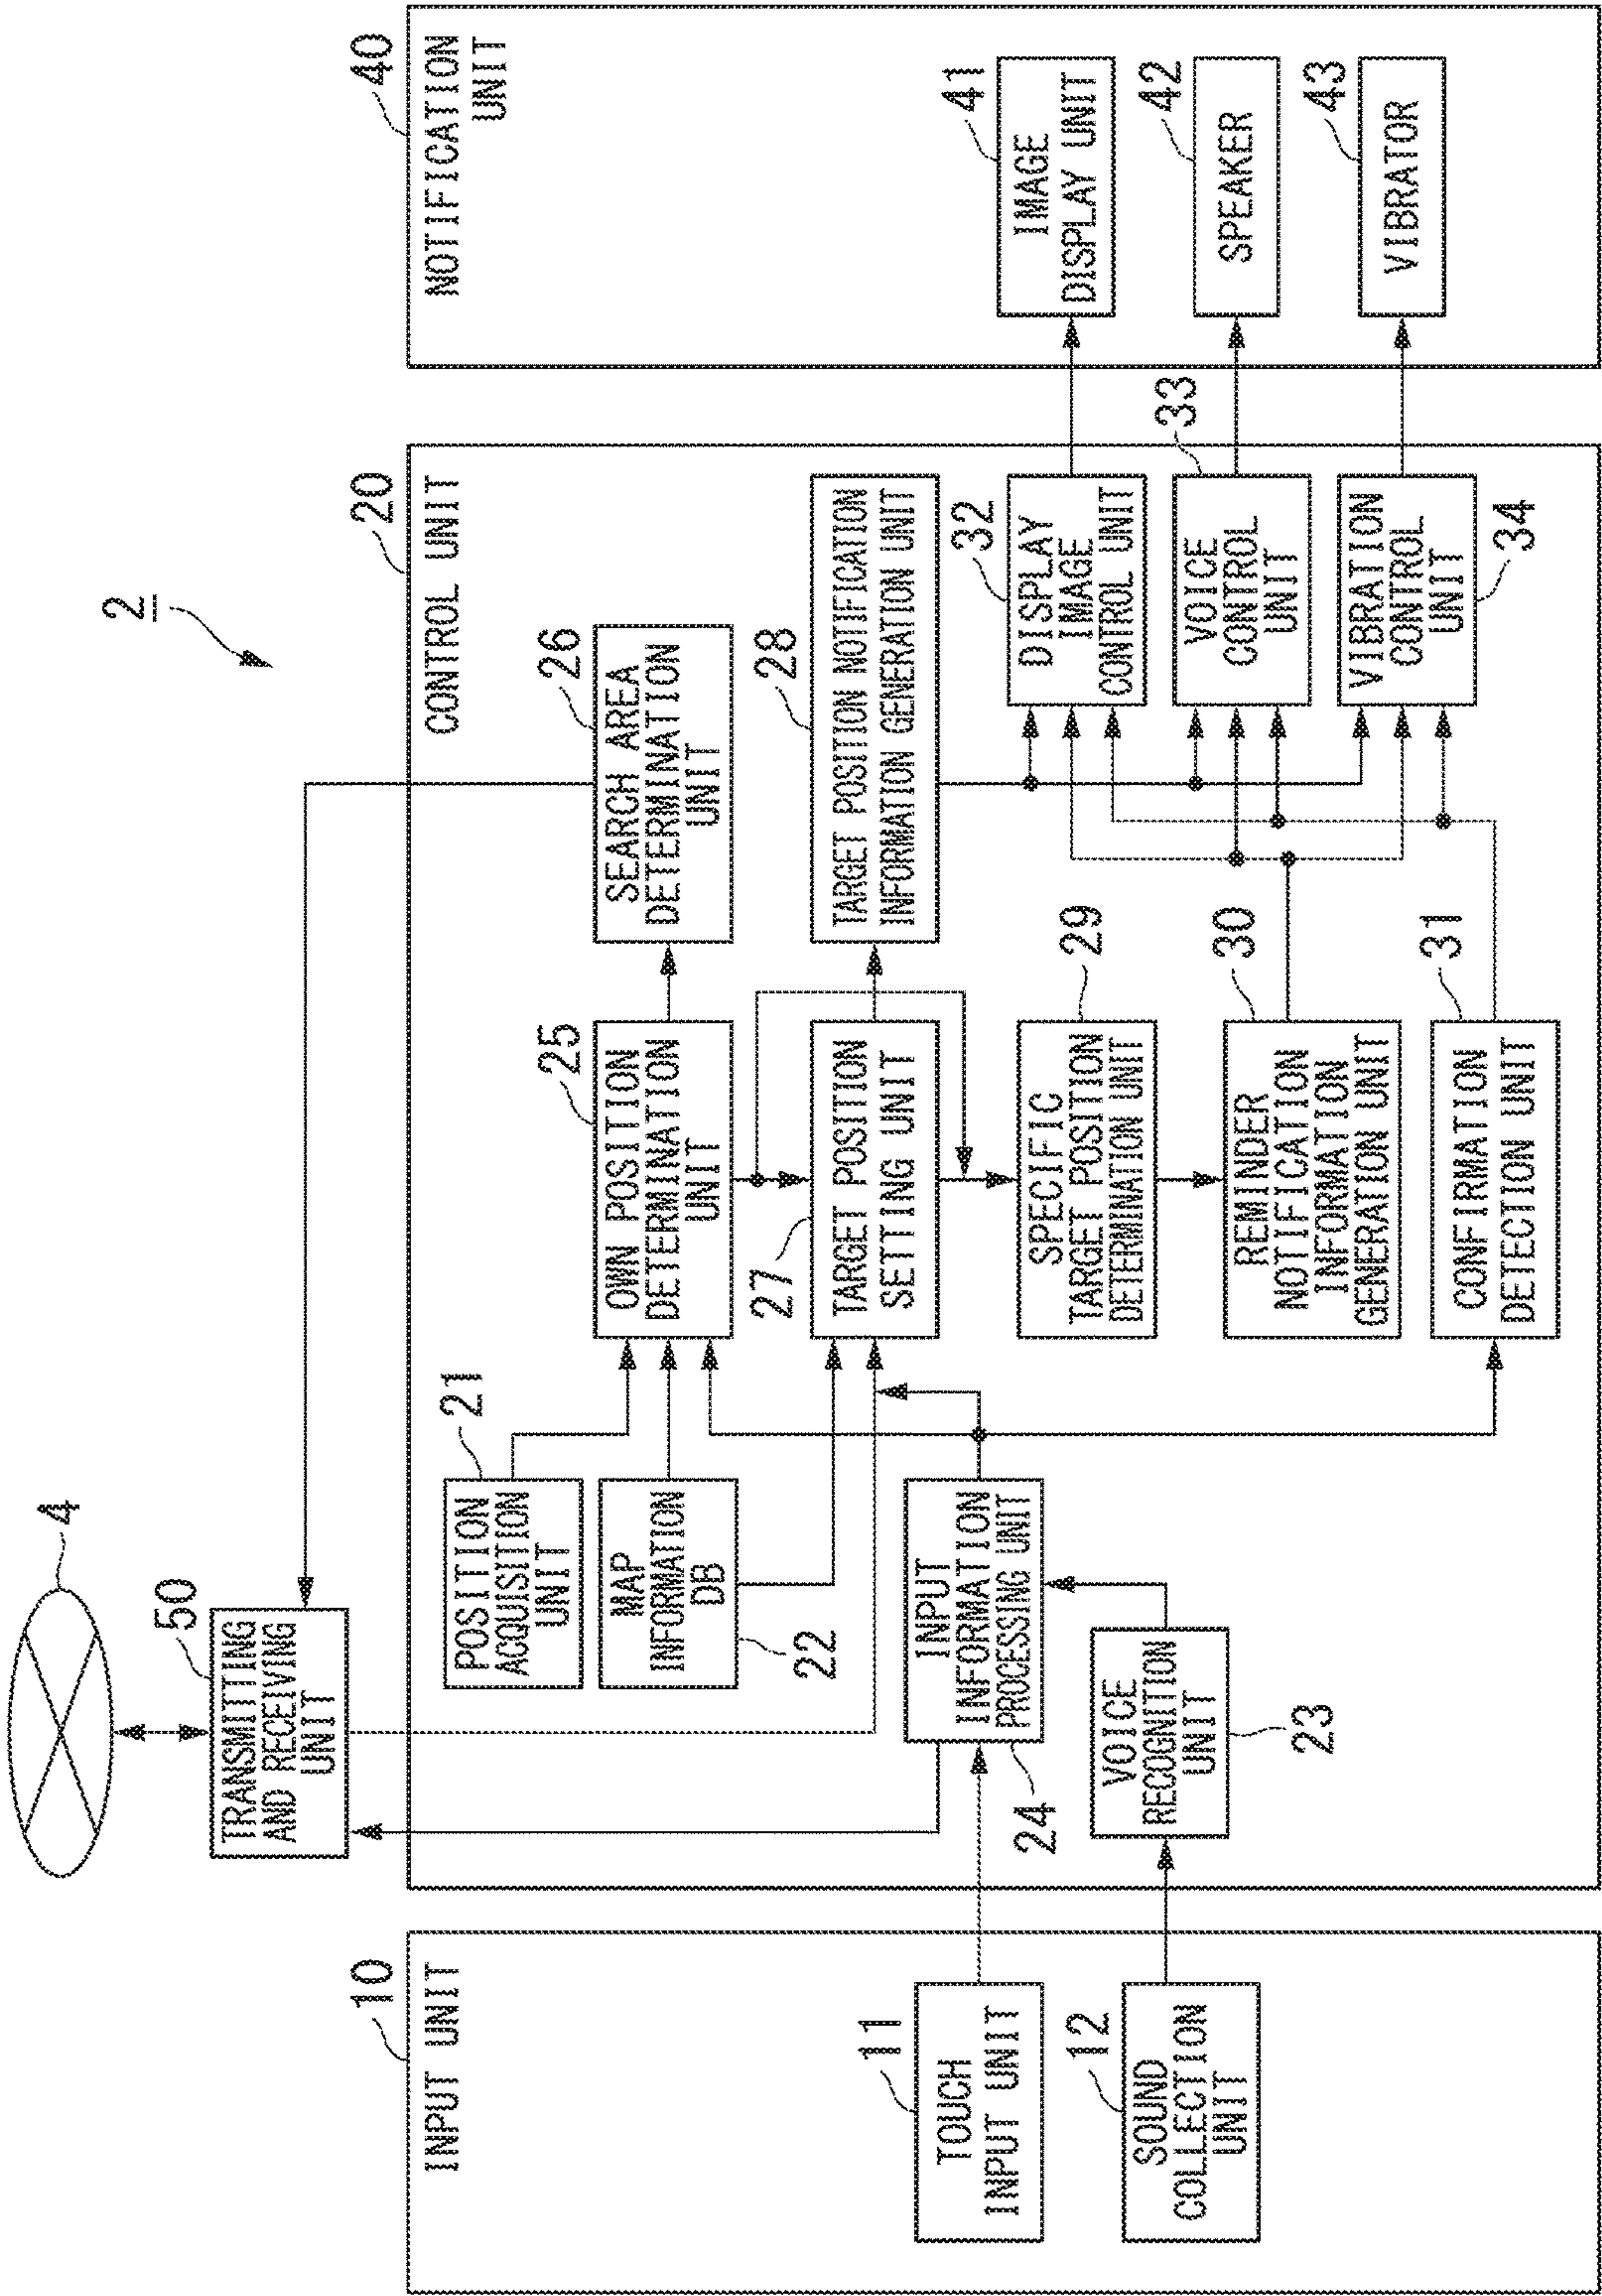 2
4
50
TRANSMITTING
AND RECEIVING
UNIT
10
INPUT UNIT
11
TOUCH
INPUT UNIT
12
SOUND
COLLECTION
UNIT
20
CONTROL UNIT
21
POSITION
ACQUISITION
UNIT
MAP
INFORMATION
DB
22
INPUT
INFORMATION
PROCESSING UNIT
24
VOICE
RECOGNITION
UNIT
23
25
OWN POSITION
DETERMINATION
UNIT
26
SEARCH AREA
DETERMINATION
UNIT
27
TARGET POSITION
SETTING UNIT
28
TARGET POSITION NOTIFICATION
INFORMATION GENERATION UNIT
29
SPECIFIC
TARGET POSITION
DETERMINATION UNIT
30
REMINDER
NOTIFICATION
INFORMATION
GENERATION UNIT
31
CONFIRMATION
DETECTION UNIT
32
DISPLAY
IMAGE
CONTROL UNIT
33
VOICE
CONTROL
UNIT
VIBRATION
CONTROL
UNIT
34
40
NOTIFICATION
UNIT
41
IMAGE
DISPLAY UNIT
42
SPEAKER
43
VIBRATOR